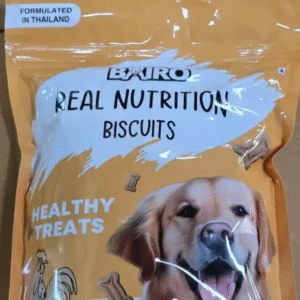 FORMULATED
IN THAILAND
BAIRO
REAL NUTRITION
BISCUITS
HEALTHY
TREATS